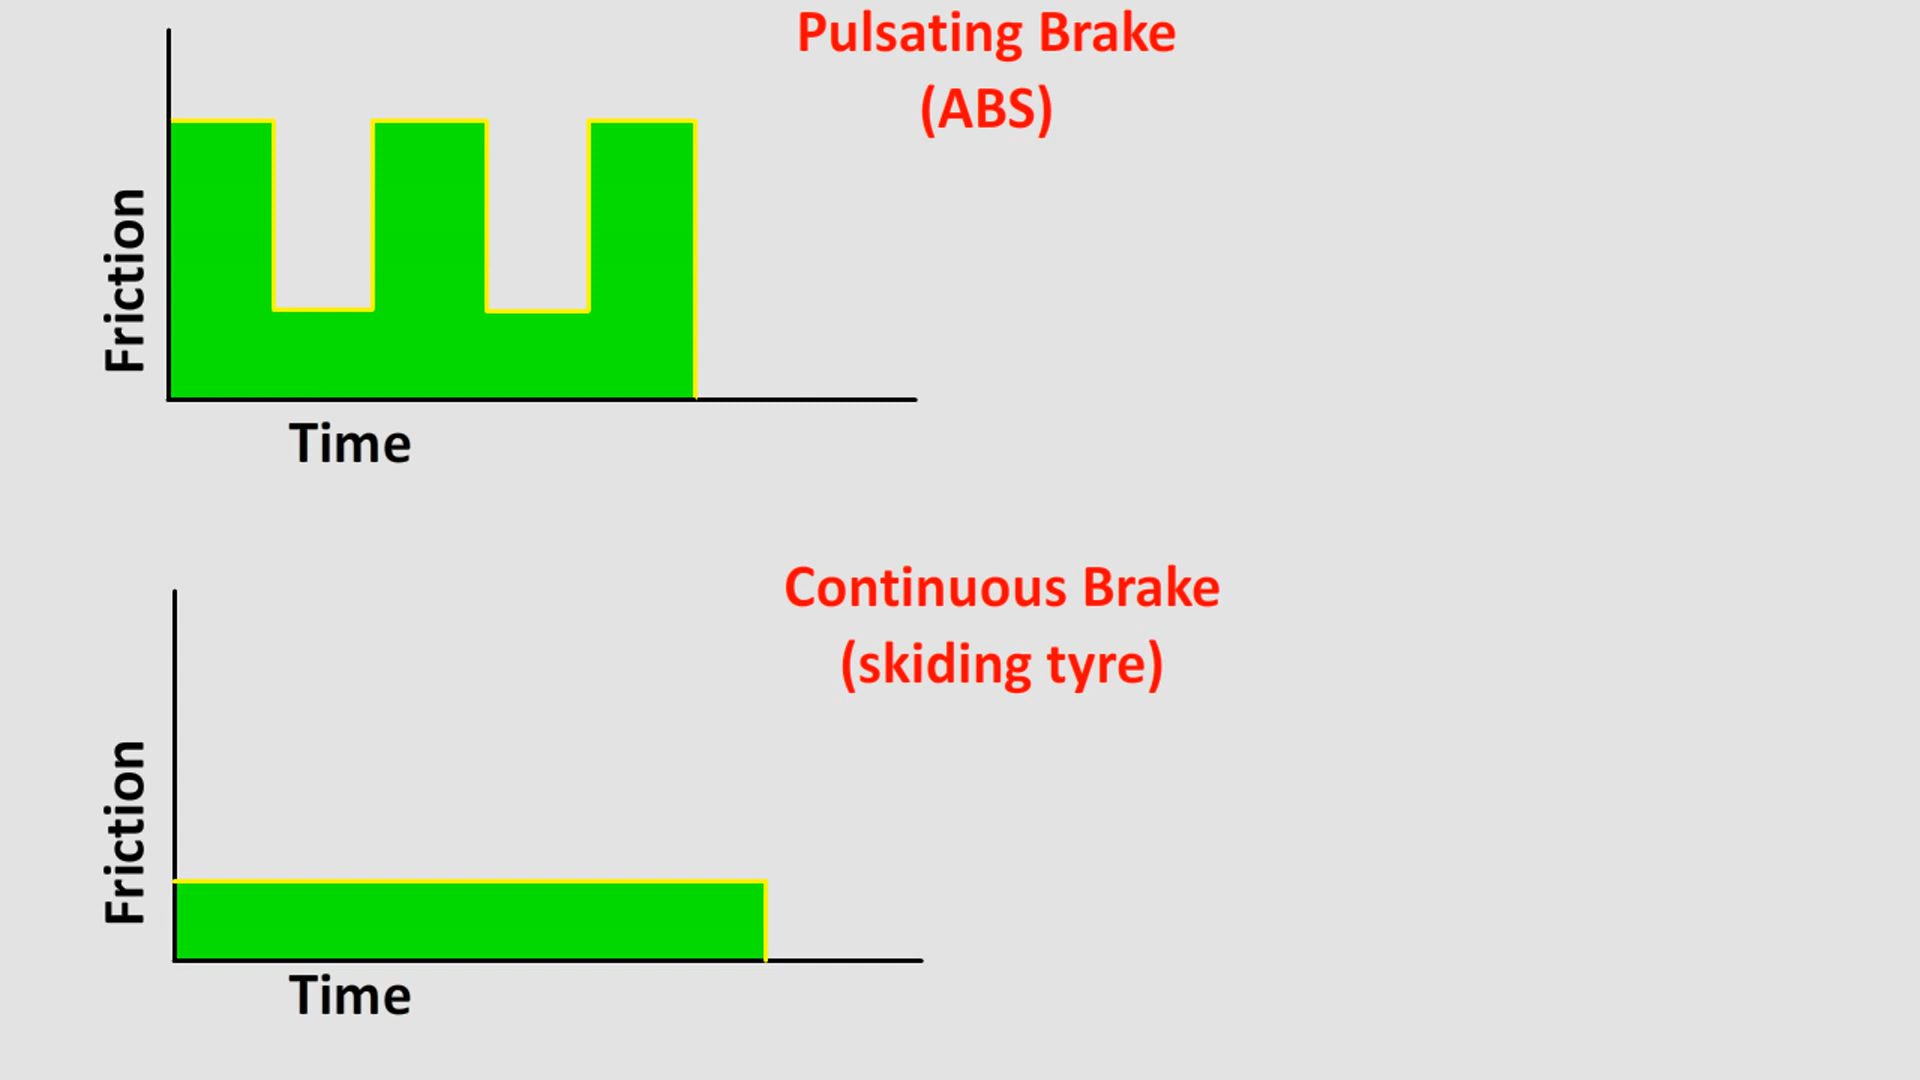 Pulsating Brake
(ABS)
Friction
Time
Continuous Brake
(skiding tyre)
Friction
Time